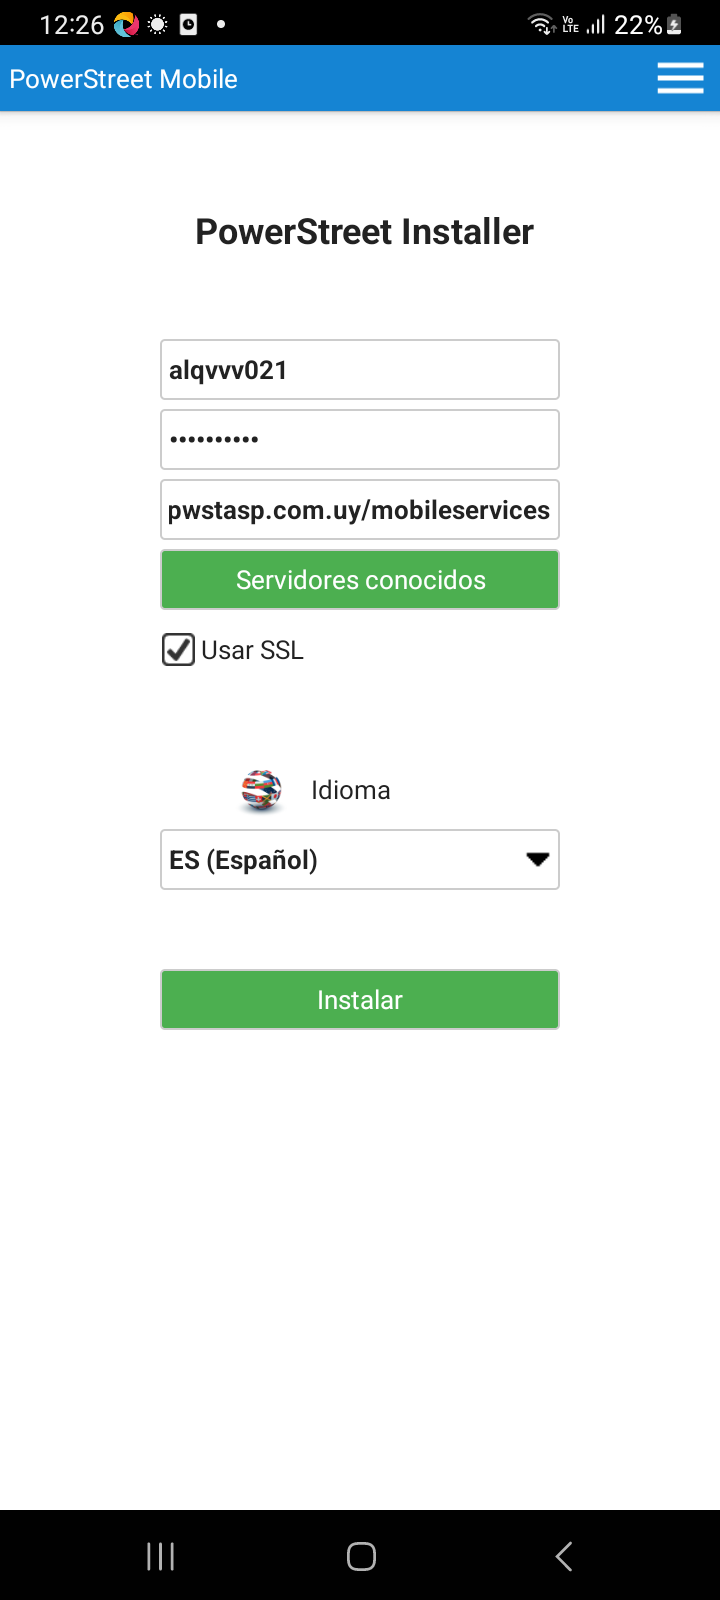 12:26
Vo LTE
22%
PowerStreet Mobile
PowerStreet Installer
alqvvv021
••••••••••
pwstasp.com.uy/mobileservices
Servidores conocidos
Usar SSL
Idioma
ES (Español)
Instalar